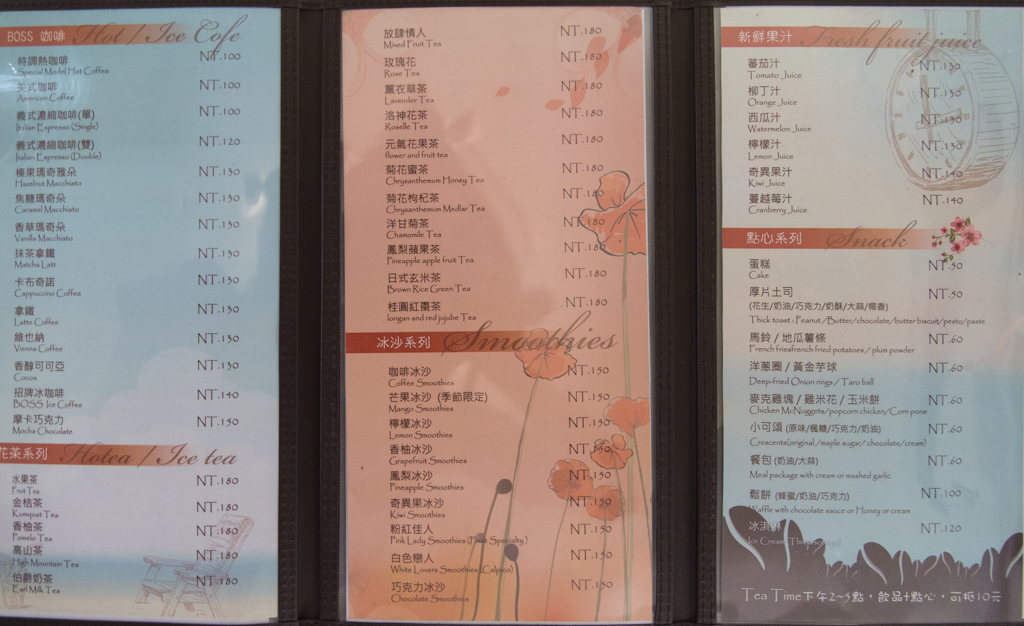 BOSS 咖啡 Hot / Ice Cofe
特調熱咖啡 NT.100
Special Model Hot Coffee
美式咖啡 NT.100
American Coffee
義式濃縮咖啡(單) NT.100
Italian Espresso (Single)
義式濃縮咖啡(雙) NT.120
Italian Espresso (Double)
榛果瑪奇雅朵 NT.130
Hazelnut Macchiato
焦糖瑪奇朵 NT.130
Caramel Macchiato
香草瑪奇朵 NT.130
Vanilla Macchiato
抹茶拿鐵 NT.130
Matcha Latt
卡布奇諾 NT.130
Cappuccino Coffee
拿鐵 NT.130
Latte Coffee
維也納 NT.130
Vienna Coffee
香醇可可亞 NT.130
Cocos
招牌冰咖啡 NT.140
BOSS Ice Coffee
摩卡巧克力 NT.150
Mocha Chocolate
花茶系列 Hotea / Ice tea
水果茶 NT.180
Fruit Tea
金桔茶 NT.180
Kumquat Tea
香柚茶 NT.180
Pomelo Tea
高山茶 NT.180
High Mountain Tea
伯爵奶茶 NT.180
Earl Milk Tea
放肆情人 NT.180
Mixed Fruit Tea
玫瑰花 NT.180
Rose Tea
薰衣草茶 NT.180
Lavender Tea
洛神花茶 NT.180
Roselle Tea
元氣花果茶 NT.180
flower and fruit tea
菊花蜜茶 NT.180
Chrysanthemum Honey Tea
菊花枸杞茶 NT.180
Chrysanthemum Medlar Tea
洋甘菊茶 NT.180
Chamomile Tea
鳳梨蘋果茶 NT.180
Pineapple apple fruit Tea
日式玄米茶 NT.180
Brown Rice Green Tea
桂圓紅棗茶 NT.180
longan and red jujube Tea
冰沙系列 Smoothies
咖啡冰沙 NT.150
Coffee Smoothies
芒果冰沙 (季節限定) NT.150
Mango Smoothies
檸檬冰沙 NT.150
Lemon Smoothies
香柚冰沙 NT.150
Grapefruit Smoothies
鳳梨冰沙 NT.150
Pineapple Smoothies
奇異果冰沙 NT.150
Kiwi Smoothies
粉紅佳人 NT.150
Pink Lady Smoothies (Fruit Specialty)
白色戀人 NT.150
White Lovers Smoothies (Calpico)
巧克力冰沙 NT.150
Chocolate Smoothies
新鮮果汁 Fresh fruit juice
蕃茄汁 NT.130
Tomato Juice
柳丁汁 NT.130
Orange Juice
西瓜汁 NT.130
Watermelon Juice
檸檬汁 NT.130
Lemon Juice
奇異果汁 NT.140
Kiwi Juice
蔓越莓汁 NT.140
Cranberry Juice
點心系列 Snack
蛋糕 NT.50
Cake
厚片土司 NT.50
(花生/奶油/巧克力/奶酥/大蒜/椰香)
Thick toast : Peanut / Butter/chocolate/butter biscuit/pesto/paste
馬鈴 / 地瓜薯條 NT.60
French friesfrench fried potatoes / plum powder
洋蔥圈 / 黃金芋球 NT.60
Deep-fried Onion rings / Taro ball
麥克雞塊 / 雞米花 / 玉米餅 NT.60
Chicken McNuggets/popcorn chicken/Corn pone
小可頌 (原味/楓糖/巧克力/奶油) NT.60
Crescents(original /maple sugar/ chocolate/cream)
餐包 (奶油/大蒜) NT.60
Meal package with cream or mashed garlic
鬆餅 (蜂蜜/奶油/巧克力) NT.100
Waffle with chocolate sauce or Honey or cream
冰淇淋 NT.120
Ice Cream
Tea Time下午2~5點，飲品+點心，可抵10元